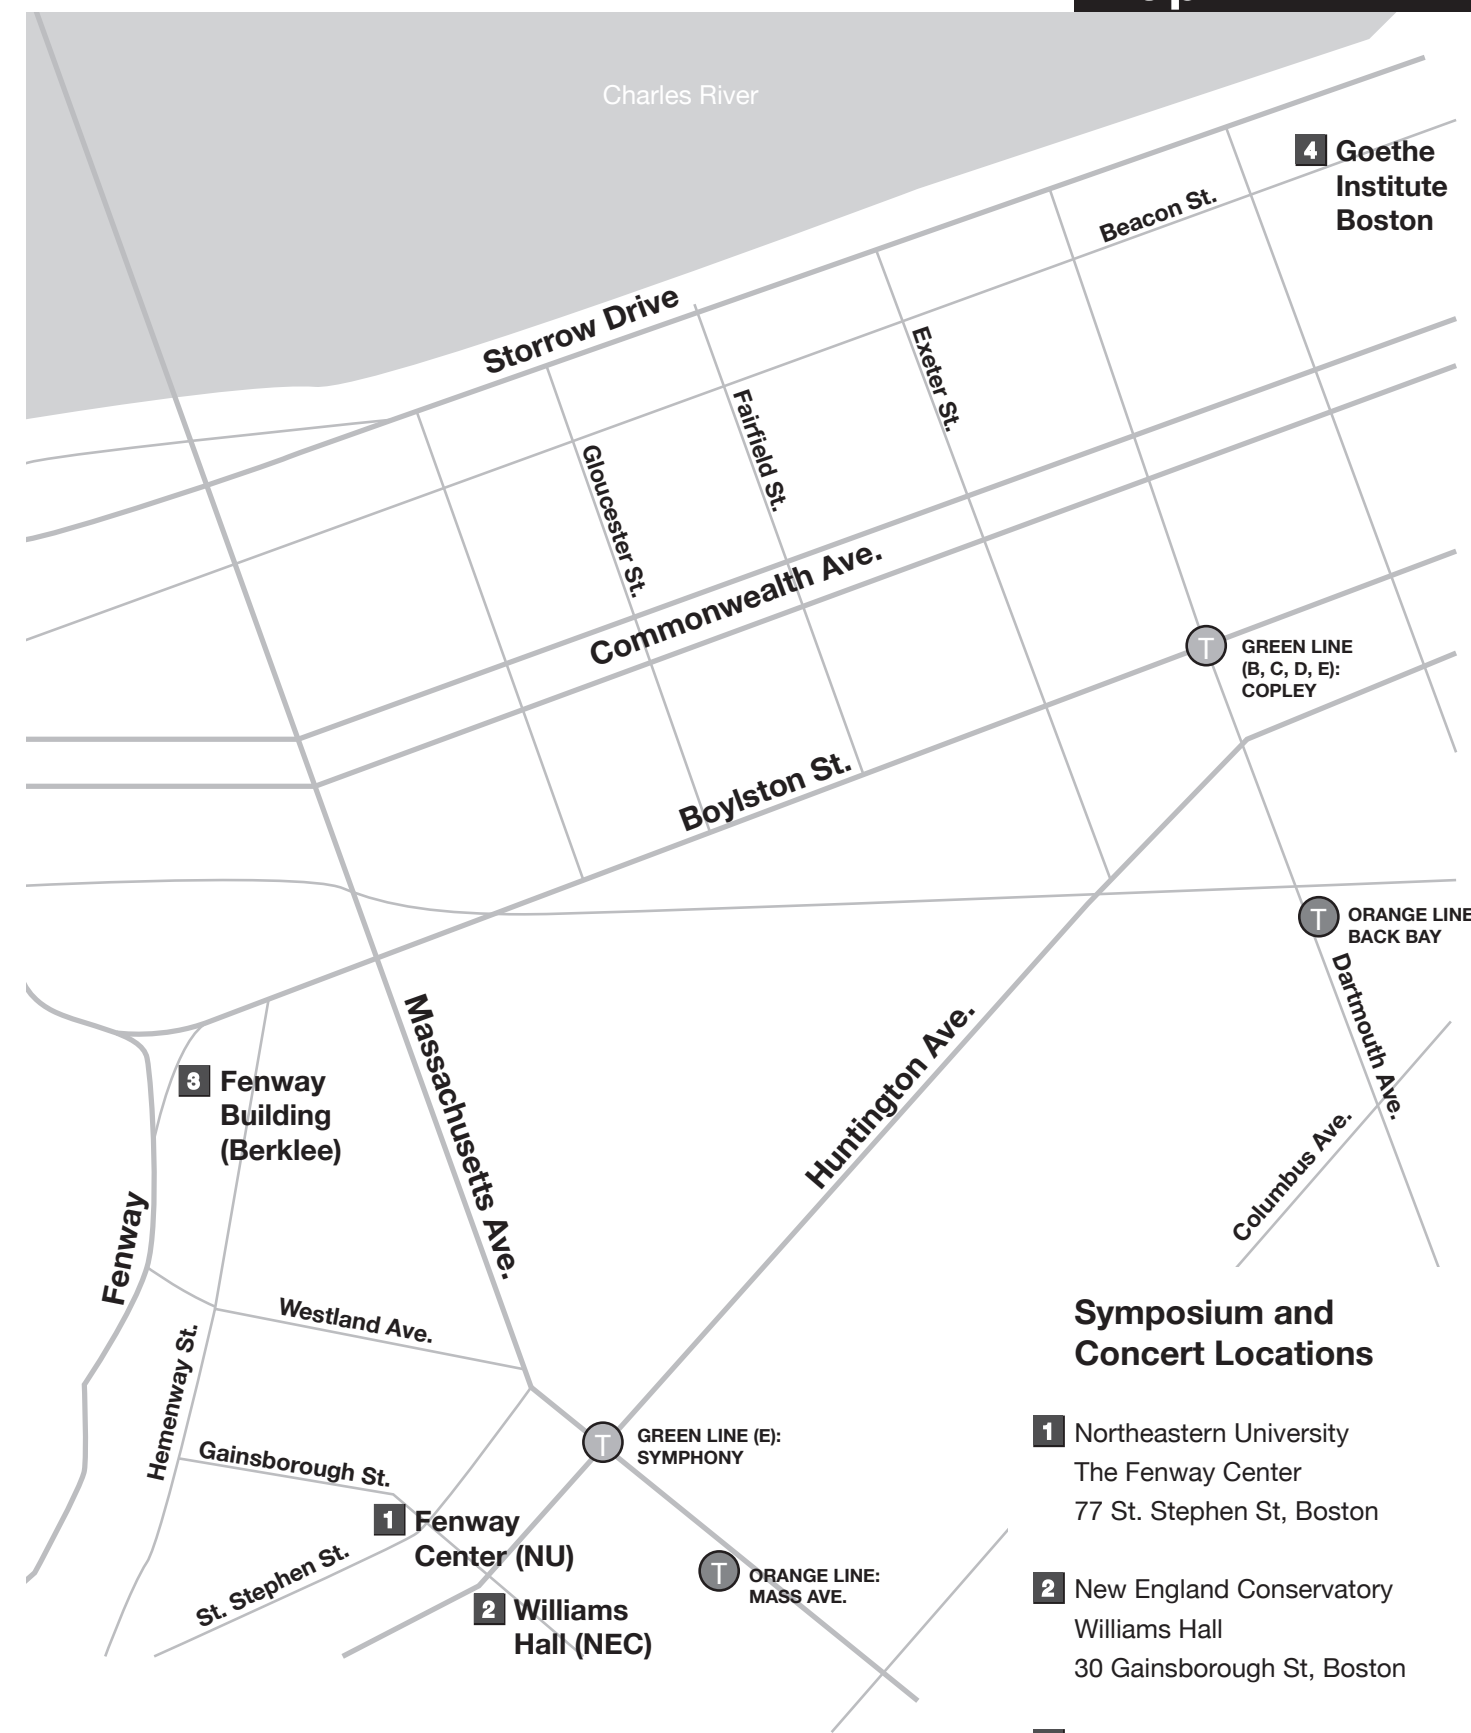 Charles River
4 Goethe
Institute
Boston
Beacon St.
Storrow Drive
Exeter St.
Fairfield St.
Gloucester St.
Commonwealth Ave.
T GREEN LINE
(B, C, D, E):
COPLEY
Boylston St.
T ORANGE LINE
BACK BAY
Dartmouth Ave.
Massachusetts Ave.
Huntington Ave.
3 Fenway
Building
(Berklee)
Columbus Ave.
Fenway
Westland Ave.
Hemenway St.
Gainsborough St.
T GREEN LINE (E):
SYMPHONY
1 Fenway
Center (NU)
St. Stephen St.
T ORANGE LINE:
MASS AVE.
2 Williams
Hall (NEC)
Symposium and
Concert Locations
1 Northeastern University
The Fenway Center
77 St. Stephen St, Boston
2 New England Conservatory
Williams Hall
30 Gainsborough St, Boston